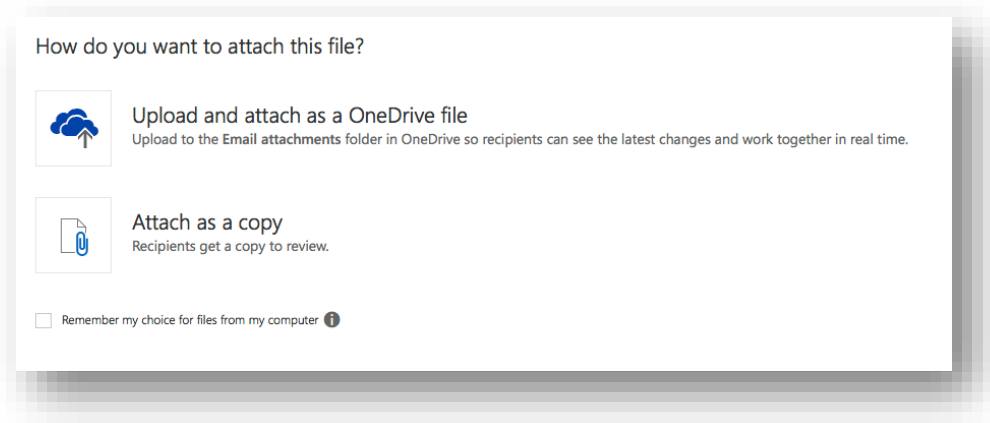 How do you want to attach this file?
Upload and attach as a OneDrive file
Upload to the Email attachments folder in OneDrive so recipients can see the latest changes and work together in real time.
Attach as a copy
Recipients get a copy to review.
Remember my choice for files from my computer